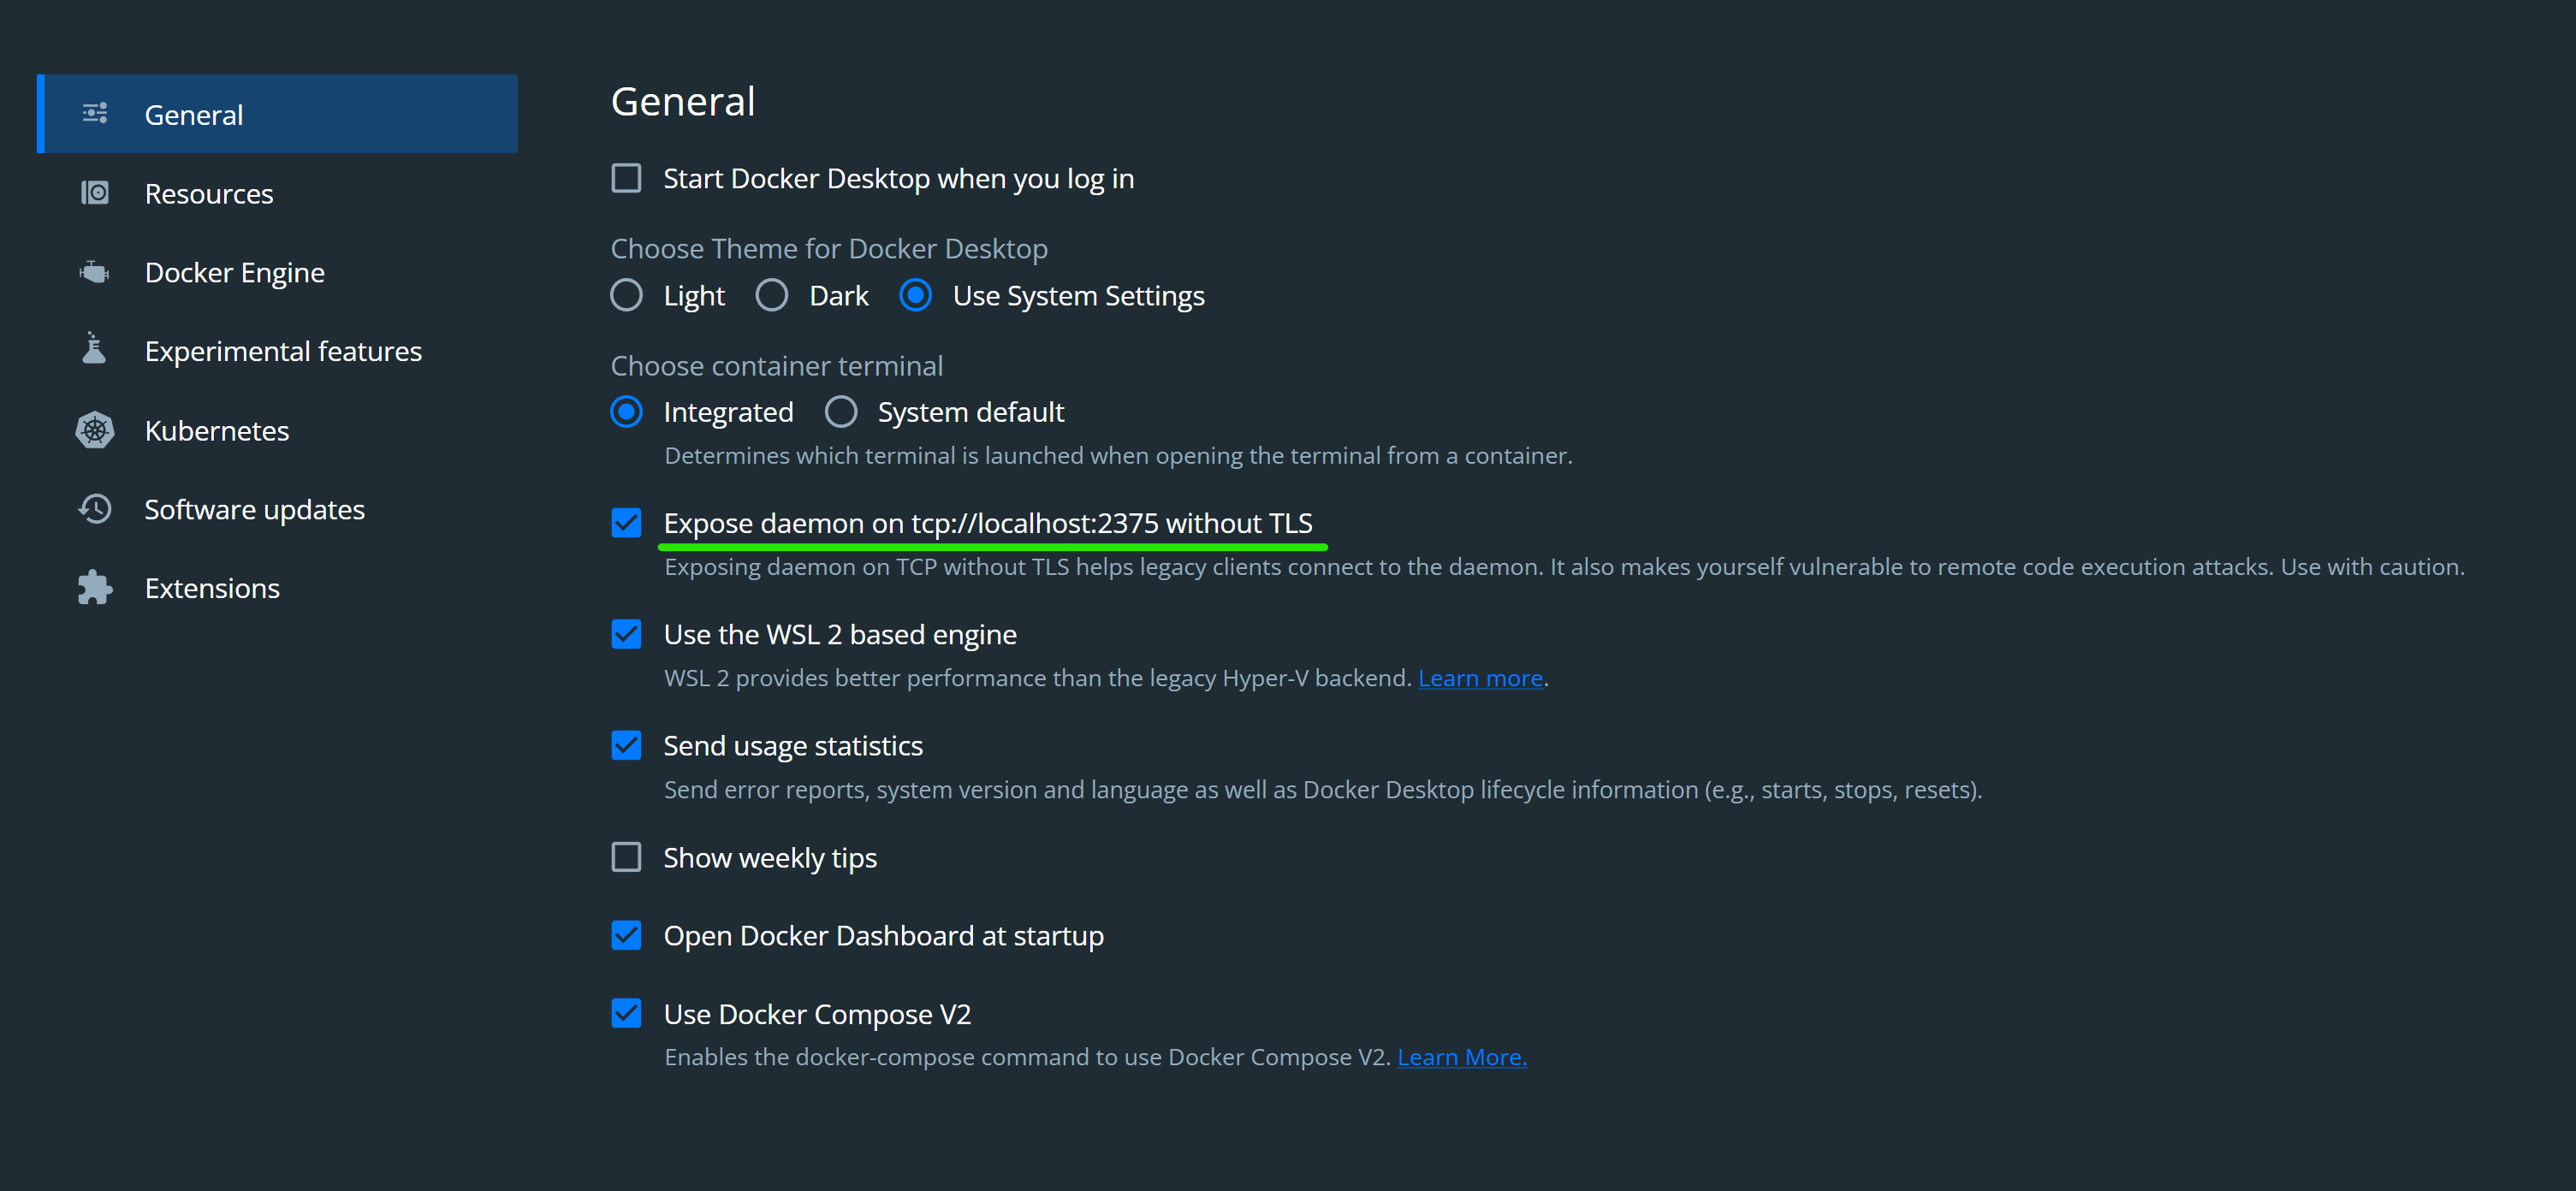 General
Resources
Docker Engine
Experimental features
Kubernetes
Software updates
Extensions
General
Start Docker Desktop when you log in
Choose Theme for Docker Desktop
Light Dark Use System Settings
Choose container terminal
Integrated System default
Determines which terminal is launched when opening the terminal from a container.
Expose daemon on tcp://localhost:2375 without TLS
Exposing daemon on TCP without TLS helps legacy clients connect to the daemon. It also makes yourself vulnerable to remote code execution attacks. Use with caution.
Use the WSL 2 based engine
WSL 2 provides better performance than the legacy Hyper-V backend. Learn more.
Send usage statistics
Send error reports, system version and language as well as Docker Desktop lifecycle information (e.g., starts, stops, resets).
Show weekly tips
Open Docker Dashboard at startup
Use Docker Compose V2
Enables the docker-compose command to use Docker Compose V2. Learn More.